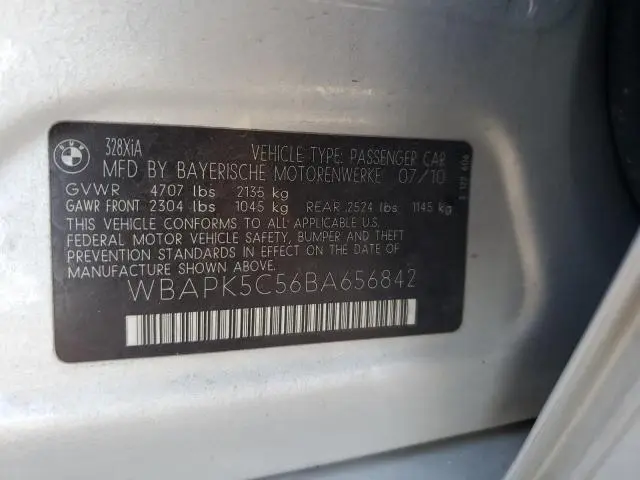 BMW
328XiA
VEHICLE TYPE: PASSENGER CAR
MFD BY BAYERISCHE MOTORENWERKE 07/10
GVWR 4707 lbs 2135 kg
GAWR FRONT 2304 lbs 1045 kg REAR 2524 lbs 1145 kg
THIS VEHICLE CONFORMS TO ALL APPLICABLE U.S.
FEDERAL MOTOR VEHICLE SAFETY, BUMPER AND THEFT
PREVENTION STANDARDS IN EFFECT ON THE DATE OF
MANUFACTURE SHOWN ABOVE.
WBAPK5C56BA656842